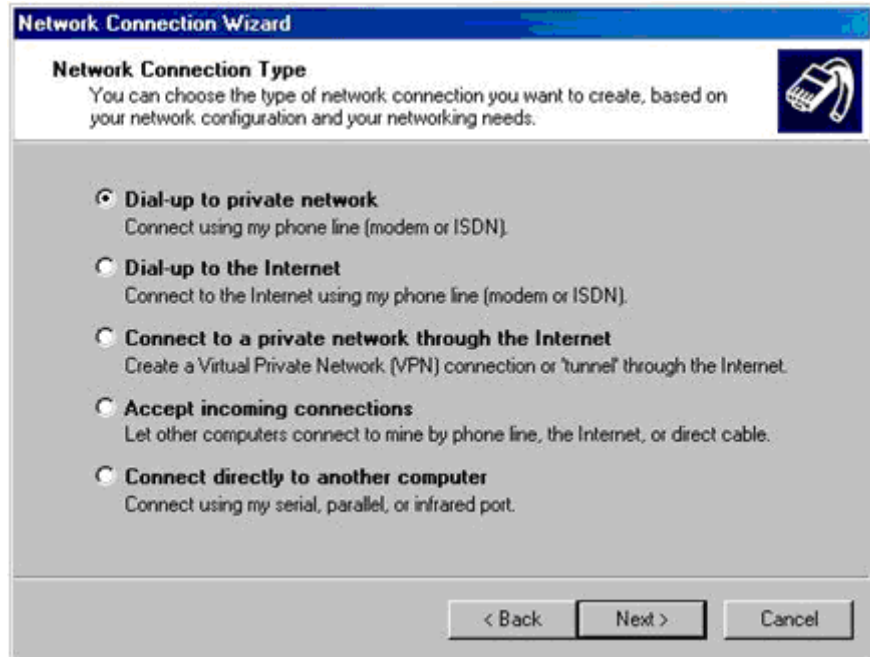 Network Connection Wizard
Network Connection Type
You can choose the type of network connection you want to create, based on
your network configuration and your networking needs.
Dial-up to private network
Connect using my phone line (modem or ISDN).
Dial-up to the Internet
Connect to the Internet using my phone line (modem or ISDN).
Connect to a private network through the Internet
Create a Virtual Private Network (VPN) connection or 'tunnel' through the Internet.
Accept incoming connections
Let other computers connect to mine by phone line, the Internet, or direct cable.
Connect directly to another computer
Connect using my serial, parallel, or infrared port.
< Back Next > Cancel